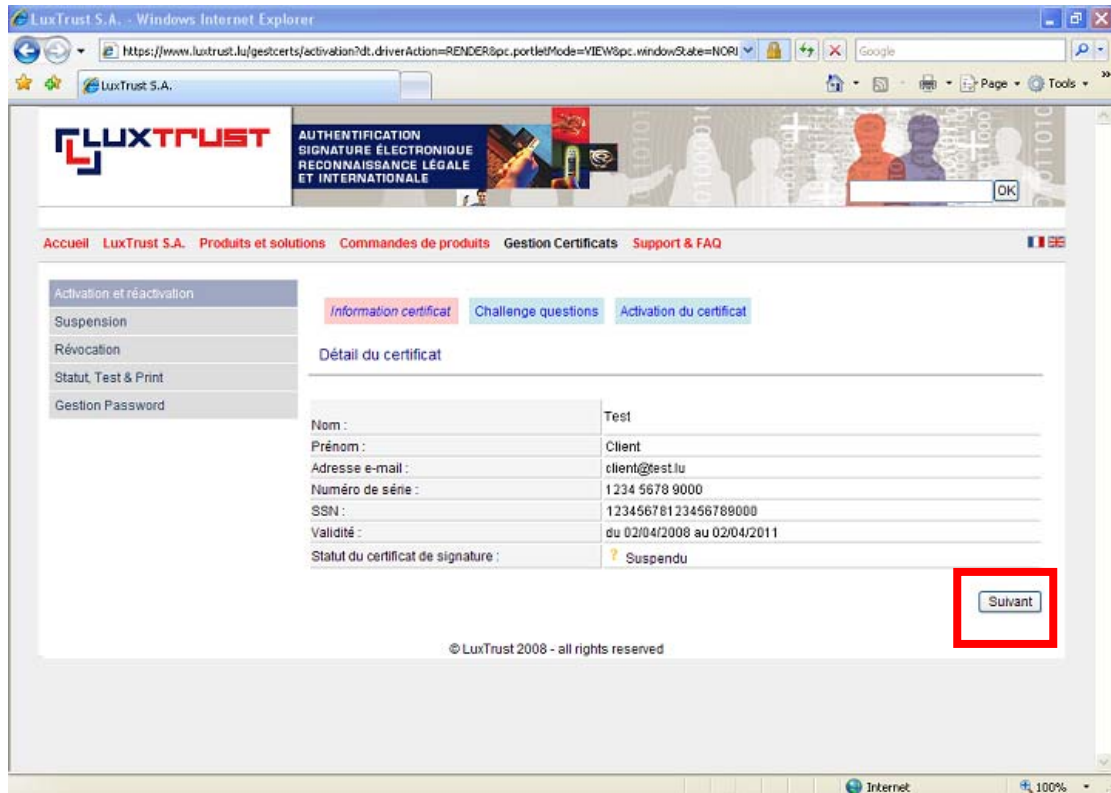 LuxTrust S.A. - Windows Internet Explorer
https://www.luxtrust.lu/gestcerts/activation?dt.driverAction=RENDER&pc.portletMode=VIEW&pc.windowState=NORI
Google
LuxTrust S.A.
Page
Tools
LUXTRUST
AUTHENTIFICATION
SIGNATURE ÉLECTRONIQUE
RECONNAISSANCE LÉGALE
ET INTERNATIONALE
OK
Accueil LuxTrust S.A. Produits et solutions Commandes de produits Gestion Certificats Support & FAQ
Activation et réactivation
Suspension
Révocation
Statut, Test & Print
Gestion Password
Information certificat Challenge questions Activation du certificat
Détail du certificat
Nom : Test
Prénom : Client
Adresse e-mail : client@test.lu
Numéro de série : 1234 5678 9000
SSN : 12345678123456789000
Validité : du 02/04/2008 au 02/04/2011
Statut du certificat de signature : ? Suspendu
Suivant
© LuxTrust 2008 - all rights reserved
Internet
100%